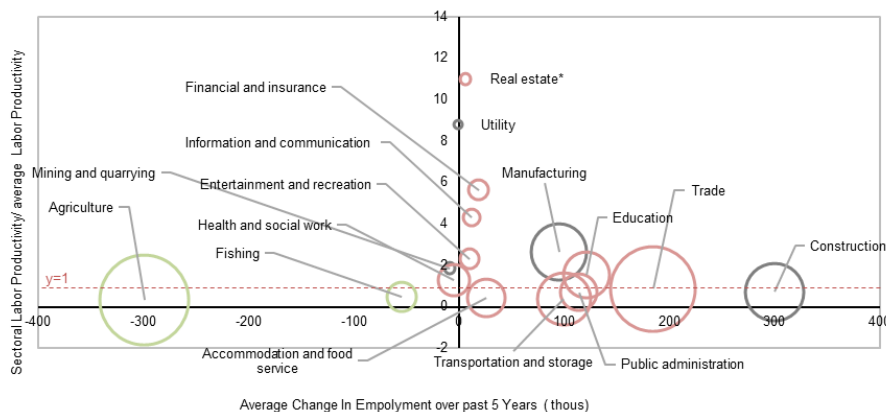 14
12
10
8
6
4
2
0
-2
-400
-300
-200
-100
0
100
200
300
400
Sectoral Labor Productivity/ average Labor Productivity
Real estate*
Financial and insurance
Utility
Information and communication
Mining and quarrying
Manufacturing
Entertainment and recreation
Trade
Agriculture
Health and social work
Education
Fishing
Construction
y=1
Accommodation and food
service
Transportation and storage
Public administration
Average Change In Empolyment over past 5 Years ( thous)